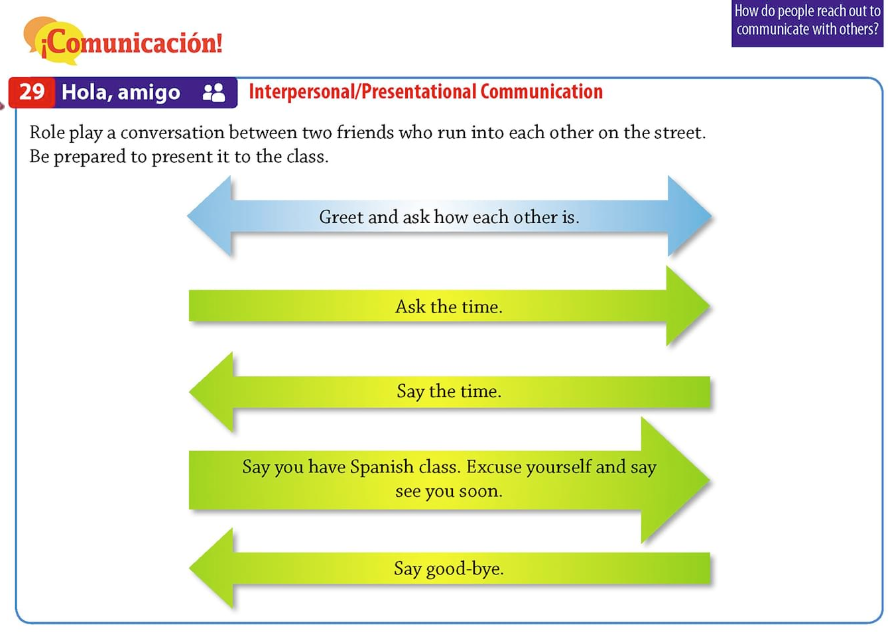 How do people reach out to
communicate with others?
¡Comunicación!
29 Hola, amigo Interpersonal/Presentational Communication
Role play a conversation between two friends who run into each other on the street.
Be prepared to present it to the class.
Greet and ask how each other is.
Ask the time.
Say the time.
Say you have Spanish class. Excuse yourself and say
see you soon.
Say good-bye.